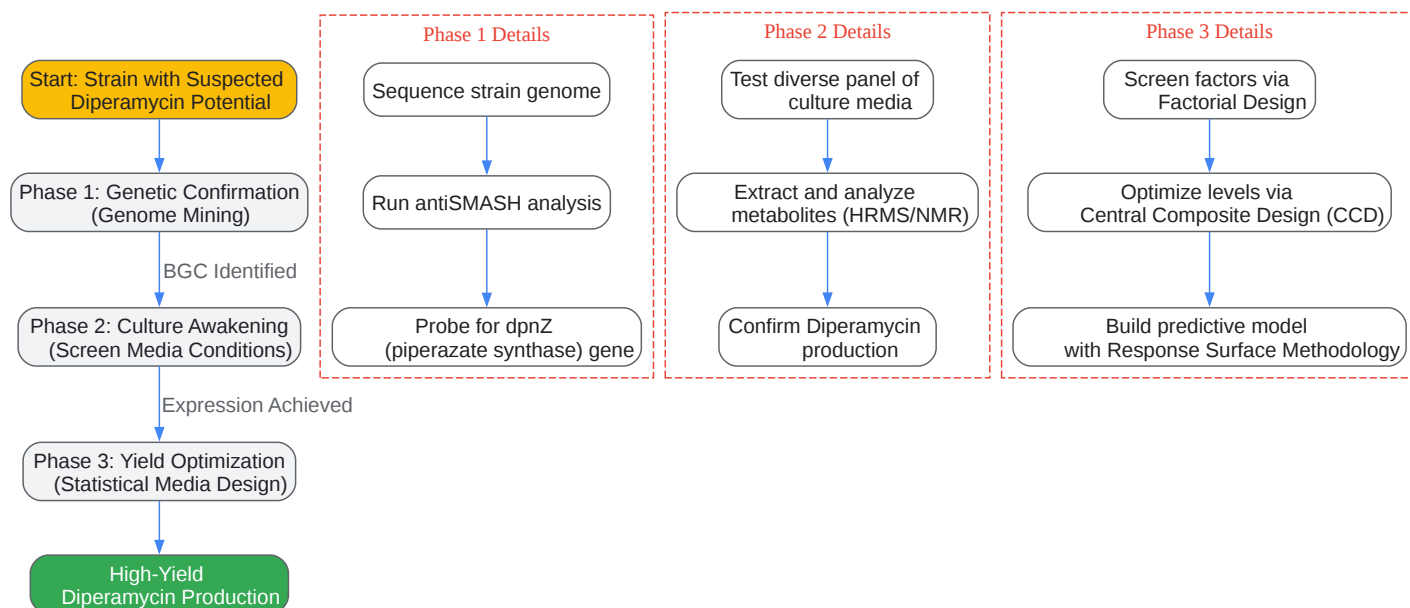 Start: Strain with Suspected
Diperamycin Potential
Phase 1: Genetic Confirmation
(Genome Mining)
BGC Identified
Phase 2: Culture Awakening
(Screen Media Conditions)
Expression Achieved
Phase 3: Yield Optimization
(Statistical Media Design)
High-Yield
Diperamycin Production
Phase 1 Details
Sequence strain genome
Run antiSMASH analysis
Probe for dpnZ
(piperazate synthase) gene
Phase 2 Details
Test diverse panel of
culture media
Extract and analyze
metabolites (HRMS/NMR)
Confirm Diperamycin
production
Phase 3 Details
Screen factors via
Factorial Design
Optimize levels via
Central Composite Design (CCD)
Build predictive model
with Response Surface Methodology